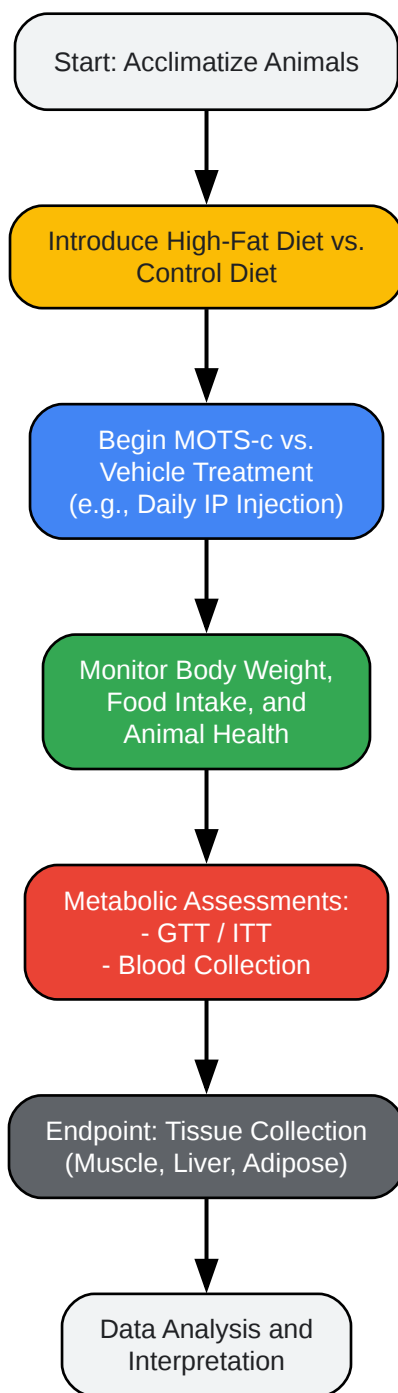 Start: Acclimatize Animals
Introduce High-Fat Diet vs.
Control Diet
Begin MOTS-c vs.
Vehicle Treatment
(e.g., Daily IP Injection)
Monitor Body Weight,
Food Intake, and
Animal Health
Metabolic Assessments:
- GTT / ITT
- Blood Collection
Endpoint: Tissue Collection
(Muscle, Liver, Adipose)
Data Analysis and
Interpretation